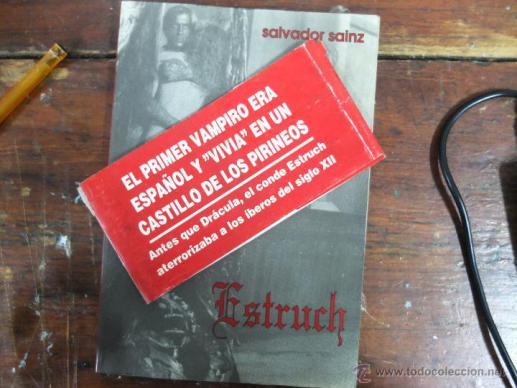 salvador sainz
EL PRIMER VAMPIRO ERA
ESPAÑOL Y "VIVIA" EN UN
CASTILLO DE LOS PIRINEOS
Antes que Drácula, el conde Estruch
aterrorizaba a los iberos del siglo XII
Estruch
todocoleccion
www.todocoleccion.net